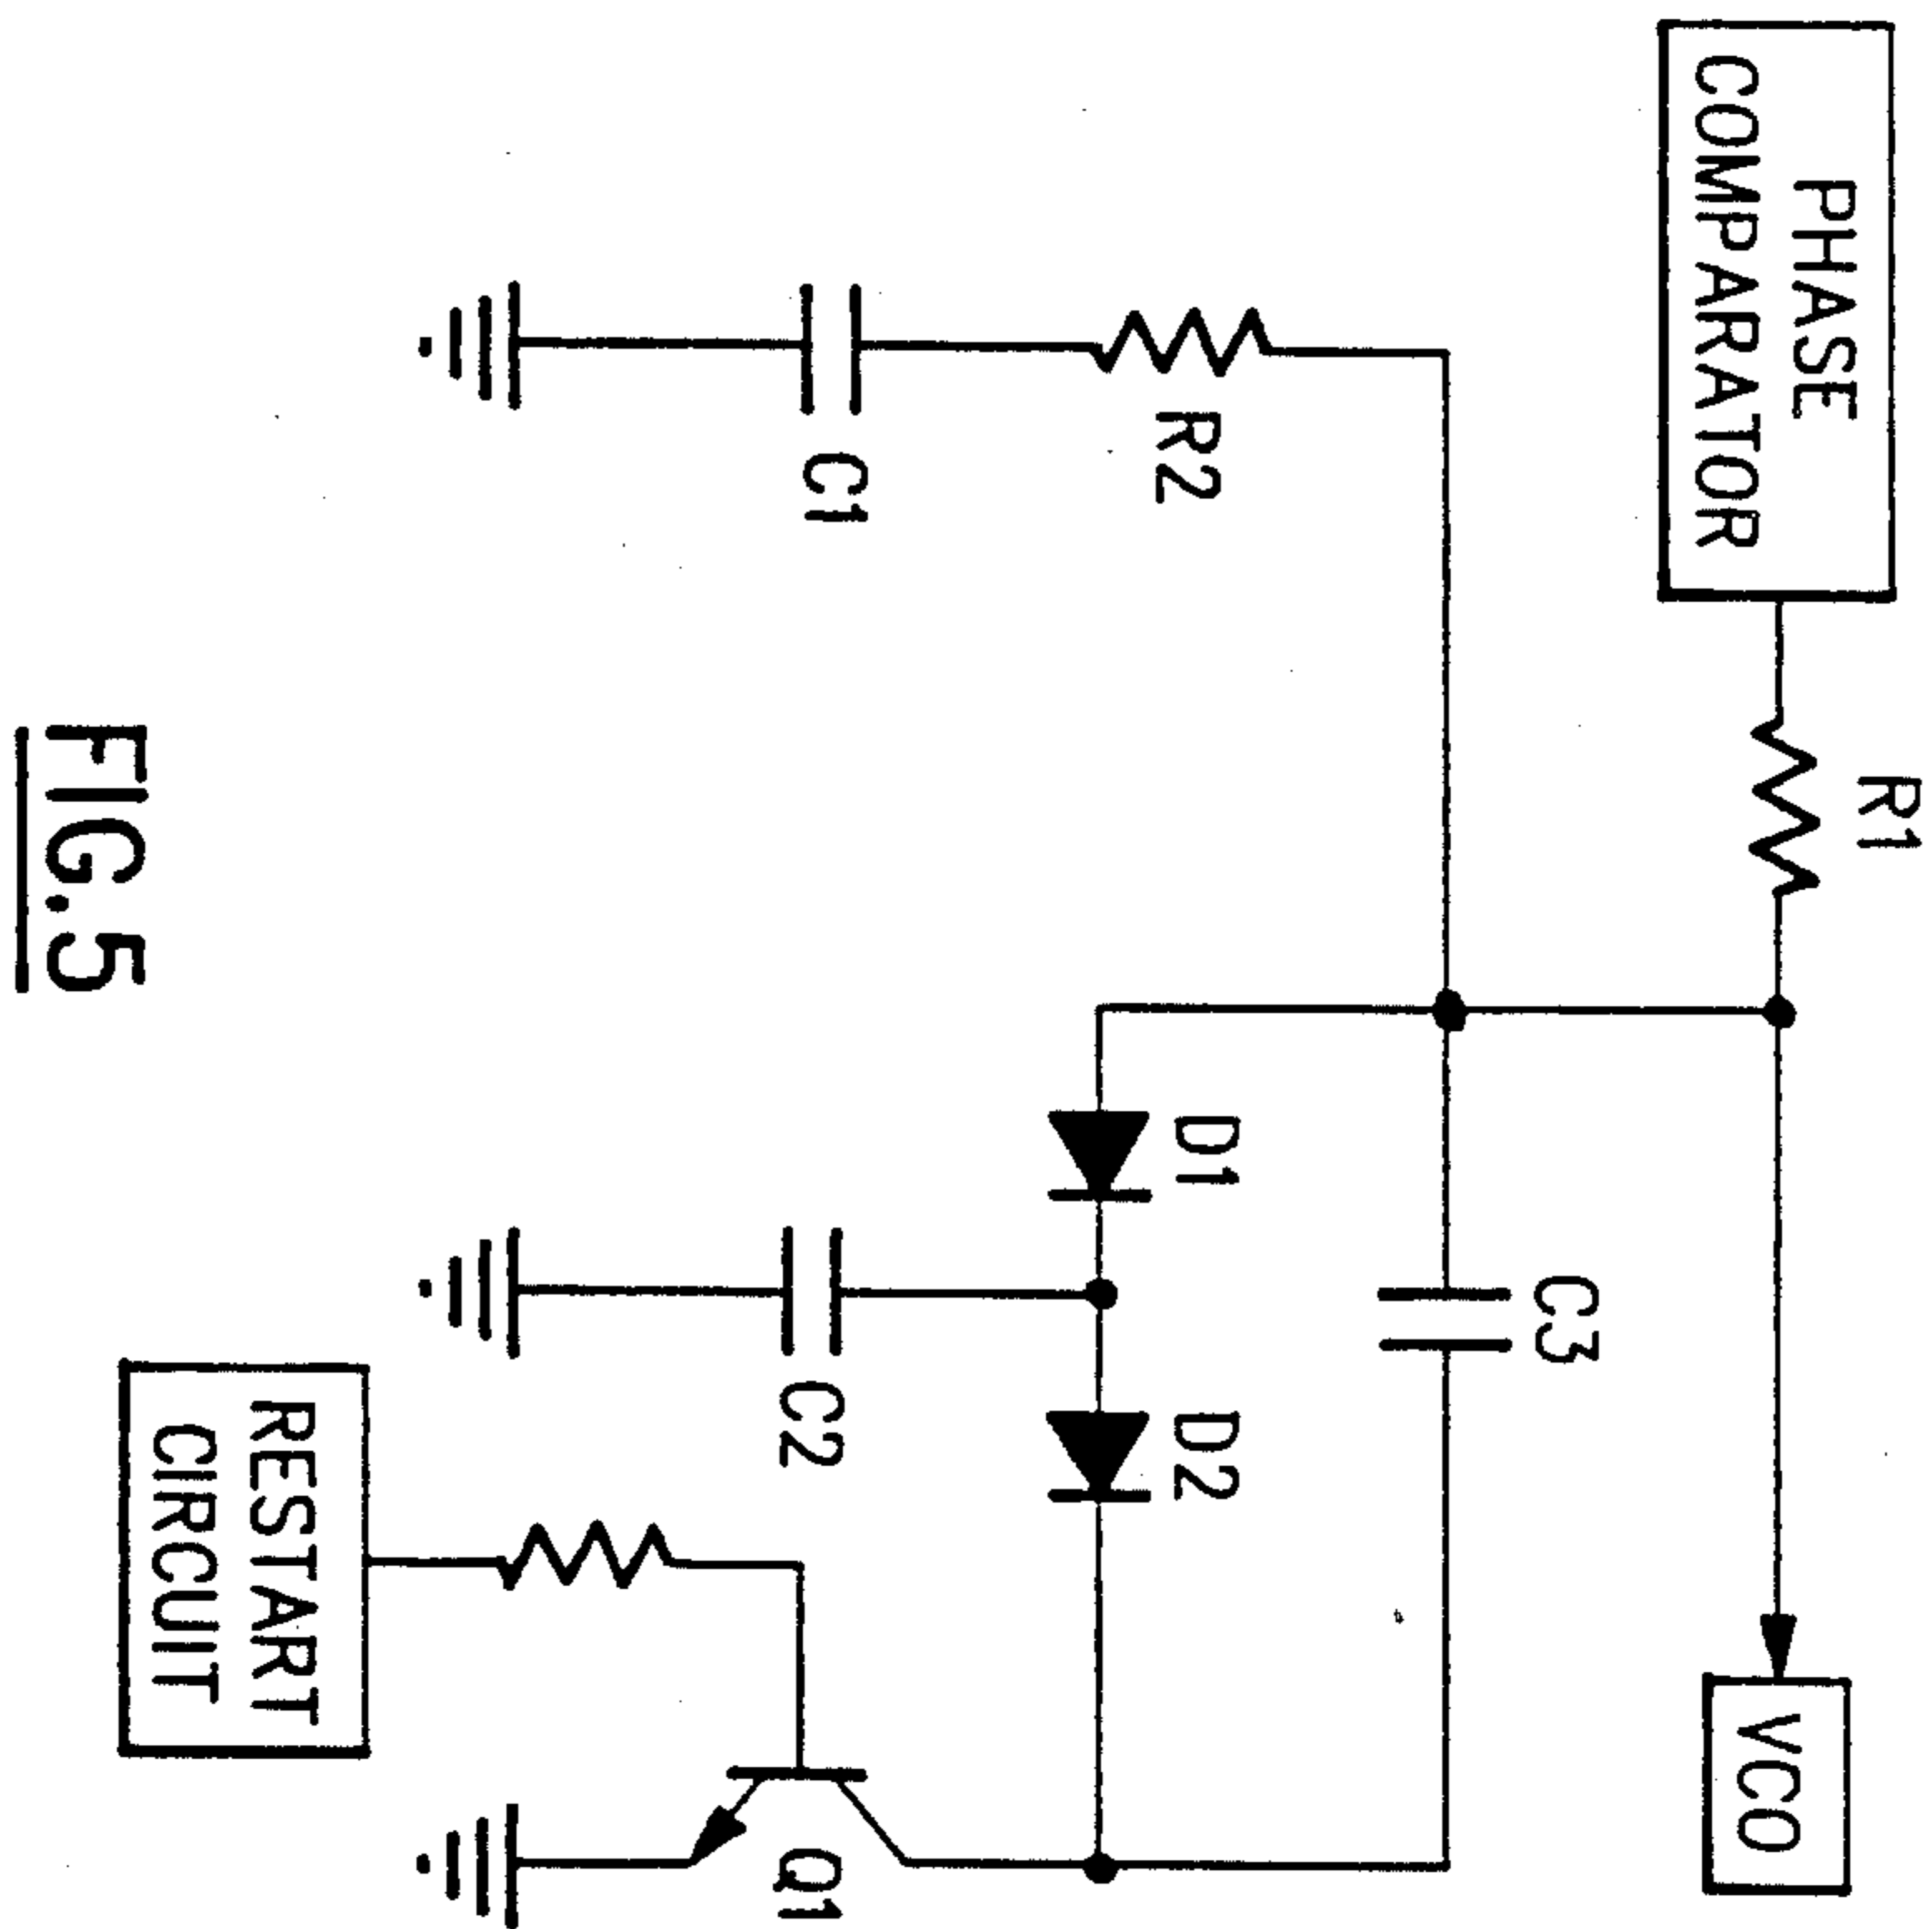 PHASE
COMPARATOR
R1
VCO
R2
C1
C3
D1
D2
C2
Q1
RESTART
CIRCUIT
FIG.5